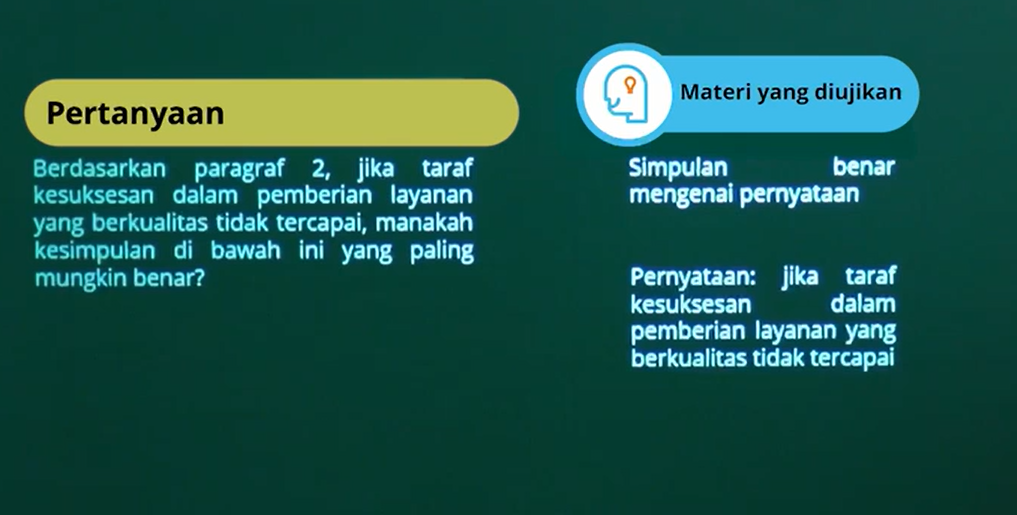 Pertanyaan
Berdasarkan paragraf 2, jika taraf
kesuksesan dalam pemberian layanan
yang berkualitas tidak tercapai, manakah
kesimpulan di bawah ini yang paling
mungkin benar?
Materi yang diujikan
Simpulan benar
mengenai pernyataan
Pernyataan: jika taraf
kesuksesan dalam
pemberian layanan yang
berkualitas tidak tercapai